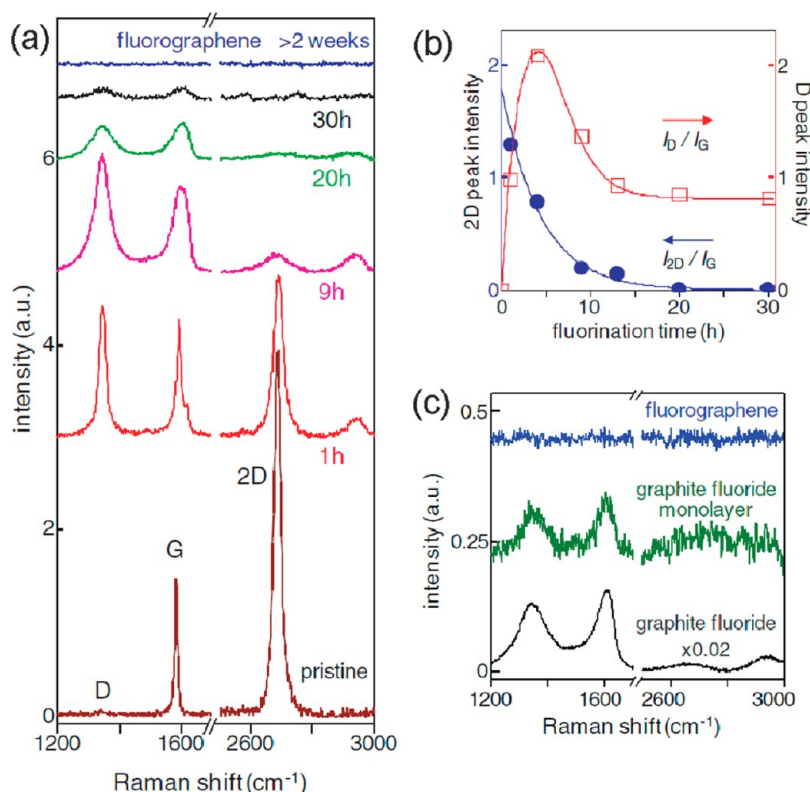 (a)
fluorographene >2 weeks
30h
20h
9h
1h
2D
G
D
pristine
6
4
2
0
intensity (a.u.)
1200 1600 2600 3000
Raman shift (cm⁻¹)
(b)
2
1
0
2D peak intensity
2
1
0
D peak intensity
I_D / I_G
I_2D / I_G
0 10 20 30
fluorination time (h)
(c)
0.5
0.25
0
intensity (a.u.)
fluorographene
graphite fluoride
monolayer
graphite fluoride
x0.02
1200 1600 2600 3000
Raman shift (cm⁻¹)